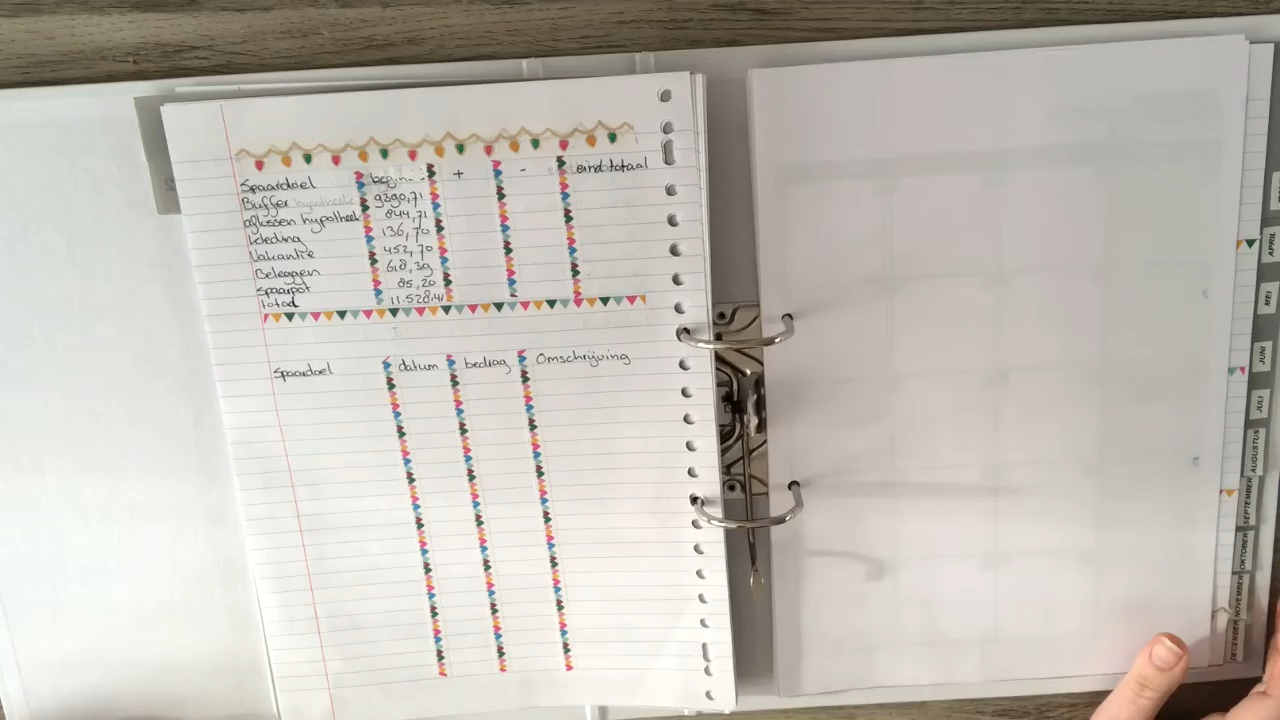 Spaardoel begin + - eindtotaal
Buffer hypotheek 9390,71
aflossen hypotheek 844,71
kleding 136,70
Vakantie 452,70
Beleggen 618,39
spaarpot 85,20
totaal 11.528,41
Spaardoel datum bedrag Omschrijving
APRIL
MEI
JUNI
JULI
AUGUSTUS
SEPTEMBER
OKTOBER
NOVEMBER
DECEMBER